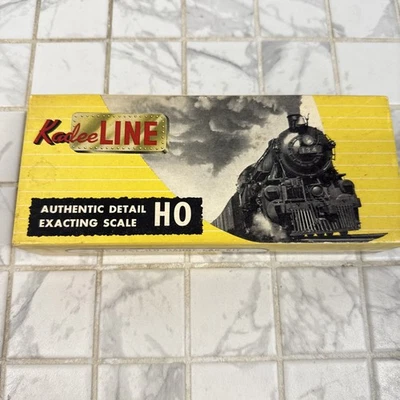 KadeeLINE
AUTHENTIC DETAIL HO
EXACTING SCALE